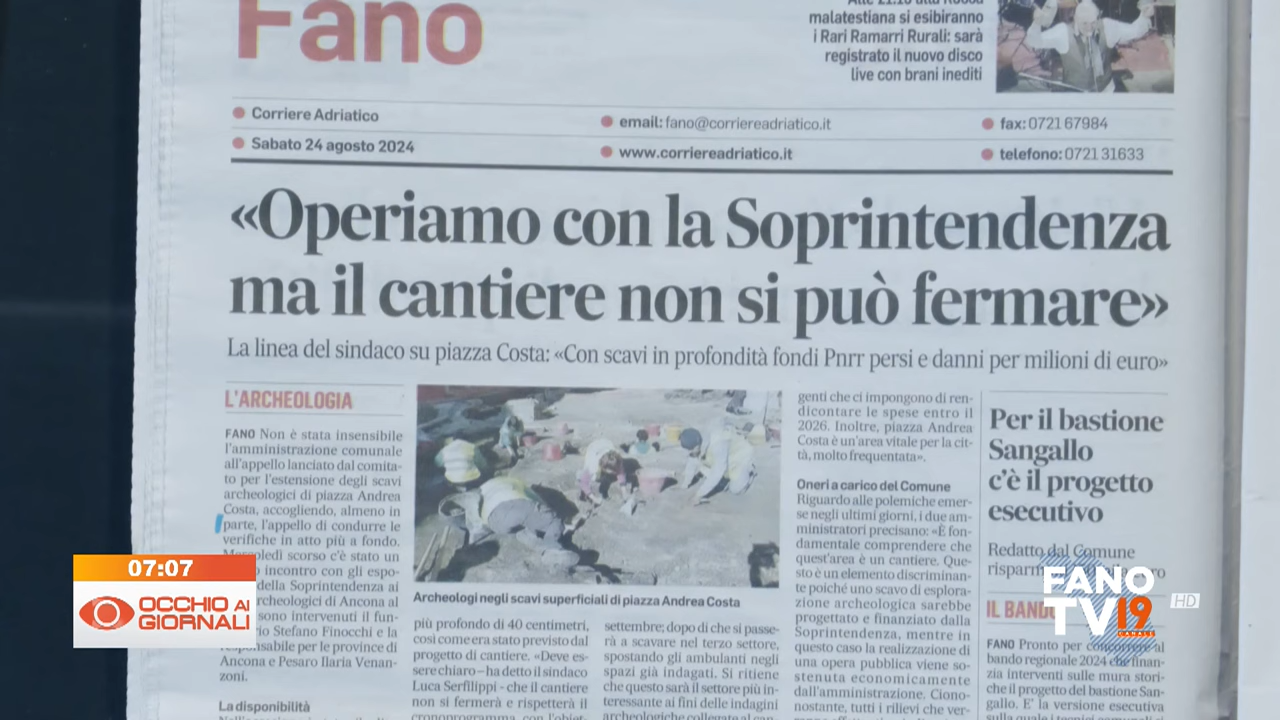 Fano
malatestiana si esibiranno
i Rari Ramarri Rurali: sarà
registrato il nuovo disco
live con brani inediti
Corriere Adriatico
Sabato 24 agosto 2024
email: fano@corriereadriatico.it
www.corriereadriatico.it
fax: 0721 67984
telefono: 0721 31633
«Operiamo con la Soprintendenza
ma il cantiere non si può fermare»
La linea del sindaco su piazza Costa: «Con scavi in profondità fondi Pnrr persi e danni per milioni di euro»
L'ARCHEOLOGIA
FANO Non è stata insensibile
l'amministrazione comunale
all'appello lanciato dal comita-
to per l'estensione degli scavi
archeologici di piazza Andrea
Costa, accogliendo, almeno in
parte, l'appello di condurre le
verifiche in atto più a fondo.
Mercoledì scorso c'è stato un
incontro con gli espo-
della Soprintendenza ai
cheologici di Ancona al
sono intervenuti il fun-
Stefano Finocchi e la
sabile per le province di
Ancona e Pesaro Ilaria Venan-
zoni.
La disponibilità
Archeologi negli scavi superficiali di piazza Andrea Costa
più profondo di 40 centimetri,
così come era stato previsto dal
progetto di cantiere. «Deve es-
sere chiaro – ha detto il sindaco
Luca Serfilippi - che il cantiere
non si fermerà e rispetterà il
cronoprogramma, con l'obiet-
settembre; dopo di che si passe-
rà a scavare nel terzo settore,
spostando gli ambulanti negli
spazi già indagati. Si ritiene
che questo sarà il settore più in-
teressante ai fini delle indagini
archeologiche collegate al can-
genti che ci impongono di ren-
dicontare le spese entro il
2026. Inoltre, piazza Andrea
Costa è un'area vitale per la cit-
tà, molto frequentata».
Oneri a carico del Comune
Riguardo alle polemiche emer-
se negli ultimi giorni, i due am-
ministratori precisano: «È fon-
damentale comprendere che
quest'area è un cantiere. Que-
sto è un elemento discriminan-
te poiché uno scavo di esplora-
zione archeologica sarebbe
progettato e finanziato dalla
Soprintendenza, mentre in
questo caso la realizzazione di
una opera pubblica viene so-
stenuta economicamente
dall'amministrazione. Ciono-
nostante, tutti i rilievi che ver-
Per il bastione
Sangallo
c'è il progetto
esecutivo
Redatto dal Comune
IL BANDO
FANO Pronto per
bando regionale 2024
zia interventi sulle mura stori-
che il progetto del bastione San-
gallo. E' la versione esecutiva
07:07
OCCHIO AI
GIORNALI
FANO
TV19
CANALE
HD